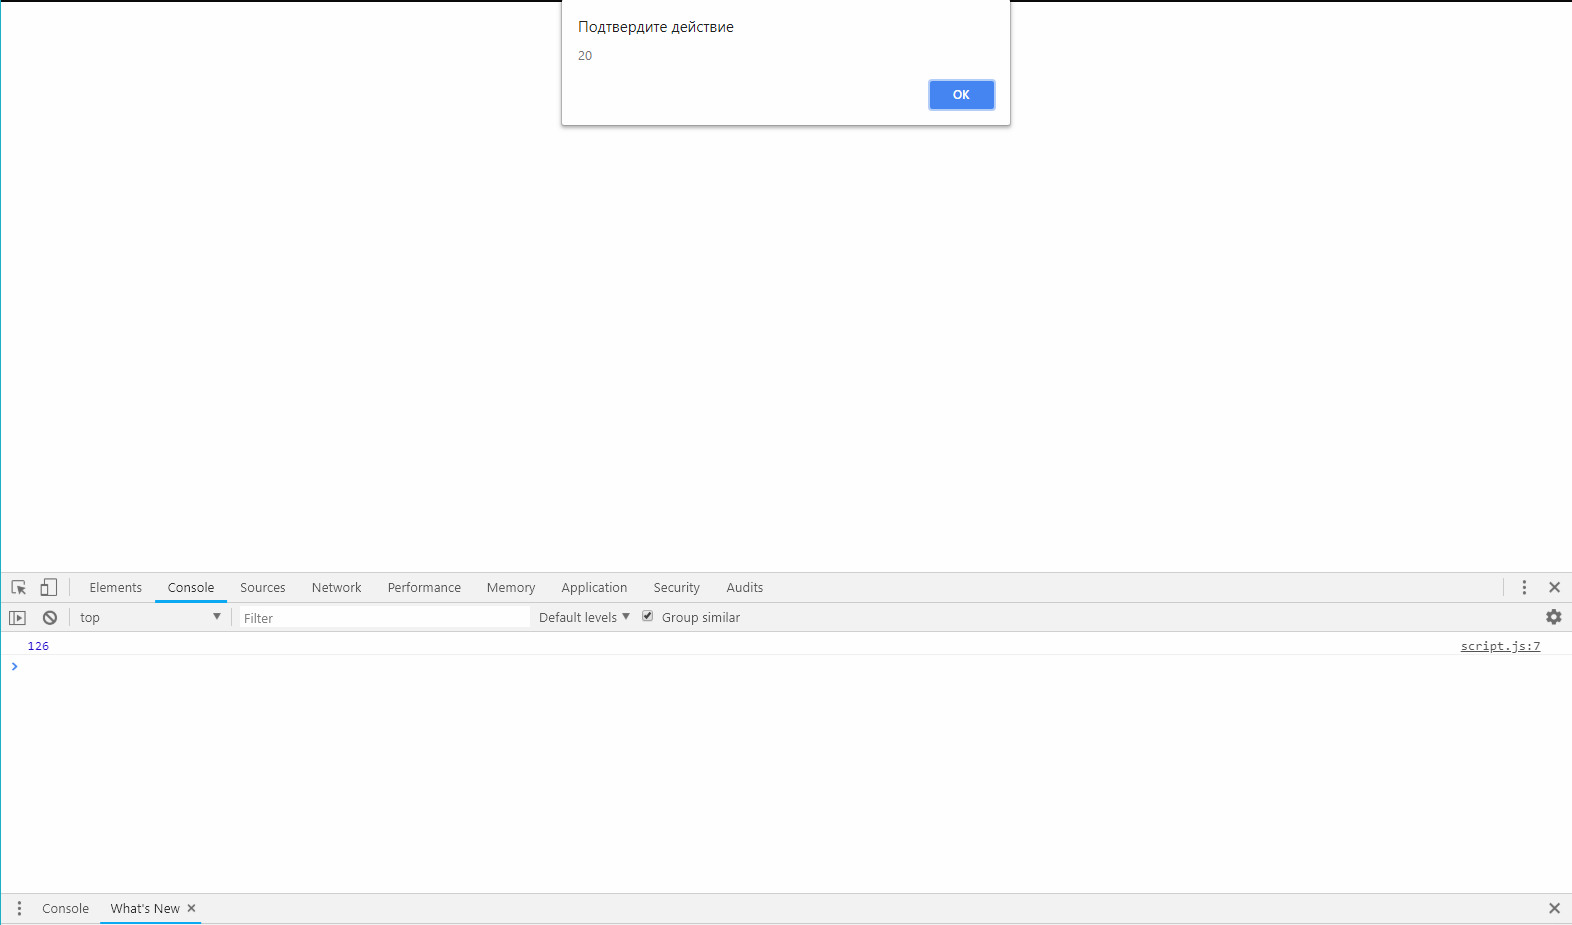 Подтвердите действие
20
OK
Elements Console Sources Network Performance Memory Application Security Audits
top Filter Default levels Group similar
126 script.js:7
Console What's New